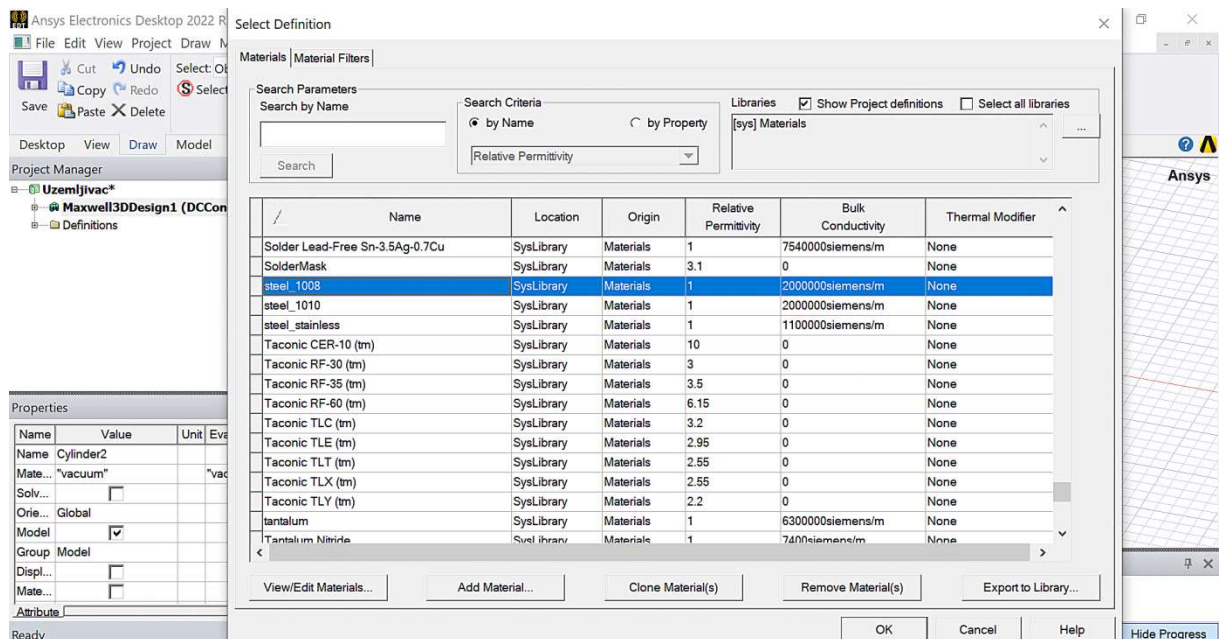 Ansys Electronics Desktop 2022 R
File Edit View Project Draw M
Save
Cut
Copy
Paste
Undo
Redo
Delete
Select: Ob
Select
Desktop View Draw Model
Project Manager
Uzemljivac*
Maxwell3DDesign1 (DCCon
Definitions
Properties
Name Value Unit Eva
Name Cylinder2
Mate... "vacuum" "vac
Solv...
Orie... Global
Model
Group Model
Displ...
Mate...
Attribute
Ready
Select Definition
Materials Material Filters
Search Parameters
Search by Name
Search
Search Criteria
by Name by Property
Relative Permittivity
Libraries Show Project definitions Select all libraries
[sys] Materials
...
/ Name Location Origin Relative Permittivity Bulk Conductivity Thermal Modifier
Solder Lead-Free Sn-3.5Ag-0.7Cu SysLibrary Materials 1 7540000siemens/m None
SolderMask SysLibrary Materials 3.1 0 None
steel_1008 SysLibrary Materials 1 2000000siemens/m None
steel_1010 SysLibrary Materials 1 2000000siemens/m None
steel_stainless SysLibrary Materials 1 1100000siemens/m None
Taconic CER-10 (tm) SysLibrary Materials 10 0 None
Taconic RF-30 (tm) SysLibrary Materials 3 0 None
Taconic RF-35 (tm) SysLibrary Materials 3.5 0 None
Taconic RF-60 (tm) SysLibrary Materials 6.15 0 None
Taconic TLC (tm) SysLibrary Materials 3.2 0 None
Taconic TLE (tm) SysLibrary Materials 2.95 0 None
Taconic TLT (tm) SysLibrary Materials 2.55 0 None
Taconic TLX (tm) SysLibrary Materials 2.55 0 None
Taconic TLY (tm) SysLibrary Materials 2.2 0 None
tantalum SysLibrary Materials 1 6300000siemens/m None
Tantalum Nitride SysLibrary Materials 1 7400siemens/m None
View/Edit Materials... Add Material... Clone Material(s) Remove Material(s) Export to Library...
OK Cancel Help
Ansys
Hide Progress